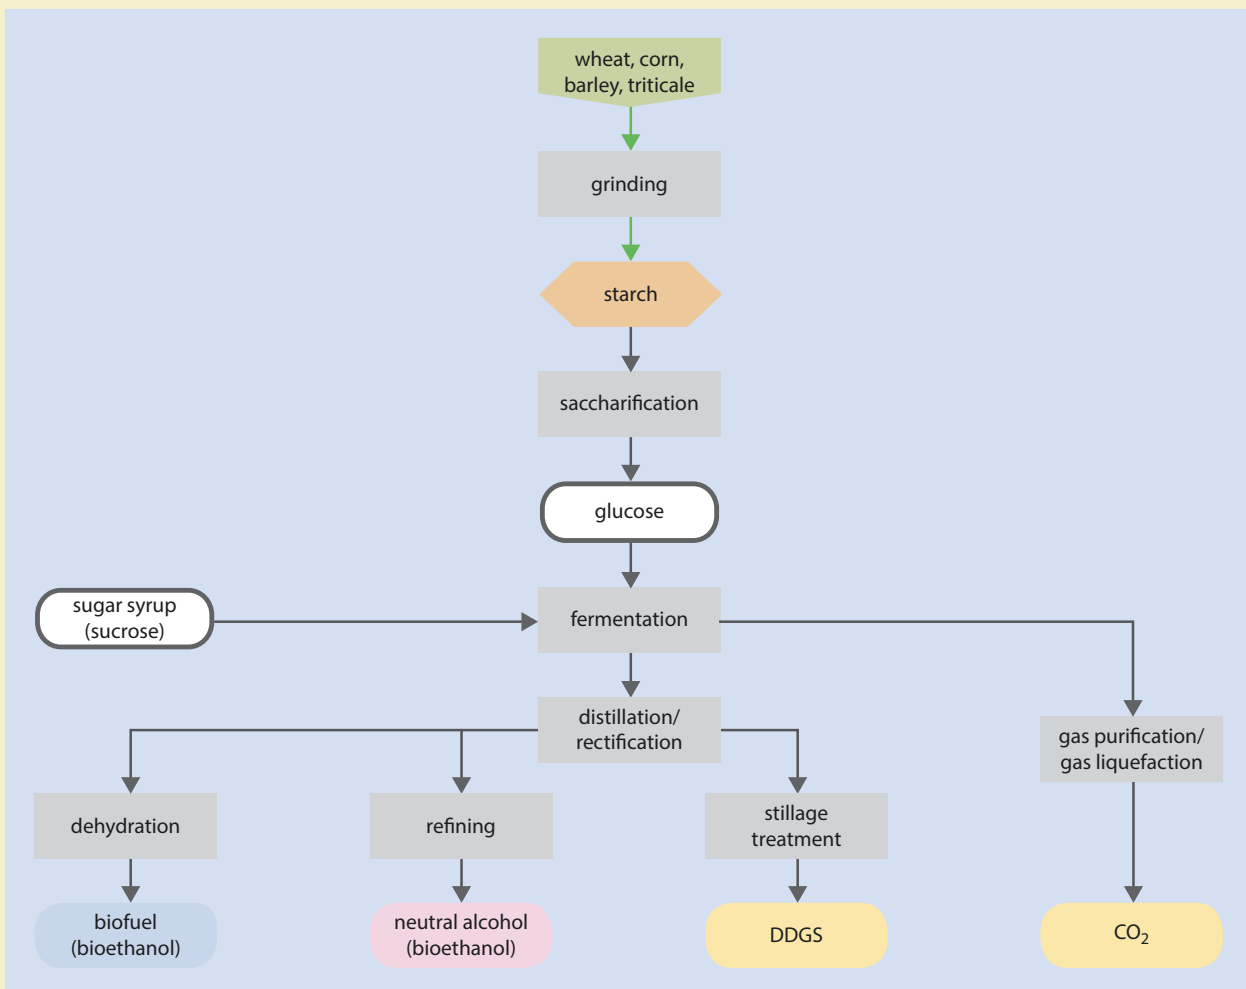 wheat, corn,
barley, triticale
grinding
starch
saccharification
glucose
sugar syrup
(sucrose)
fermentation
distillation/
rectification
gas purification/
gas liquefaction
dehydration
refining
stillage
treatment
biofuel
(bioethanol)
neutral alcohol
(bioethanol)
DDGS
CO₂